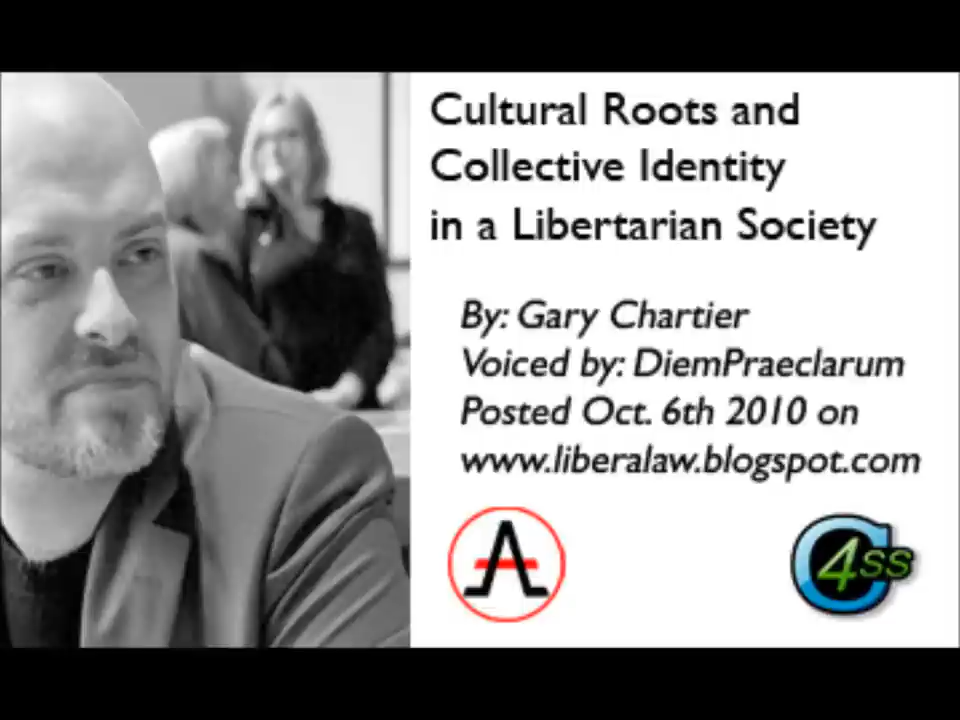 Cultural Roots and
Collective Identity
in a Libertarian Society
By: Gary Chartier
Voiced by: DiemPraeclarum
Posted Oct. 6th 2010 on
www.liberalaw.blogspot.com
A
C4SS